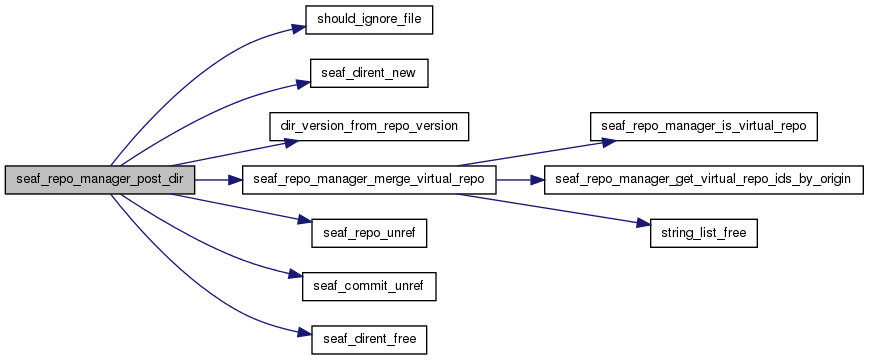 should_ignore_file
seaf_dirent_new
dir_version_from_repo_version
seaf_repo_manager_is_virtual_repo
seaf_repo_manager_post_dir
seaf_repo_manager_merge_virtual_repo
seaf_repo_manager_get_virtual_repo_ids_by_origin
seaf_repo_unref
string_list_free
seaf_commit_unref
seaf_dirent_free